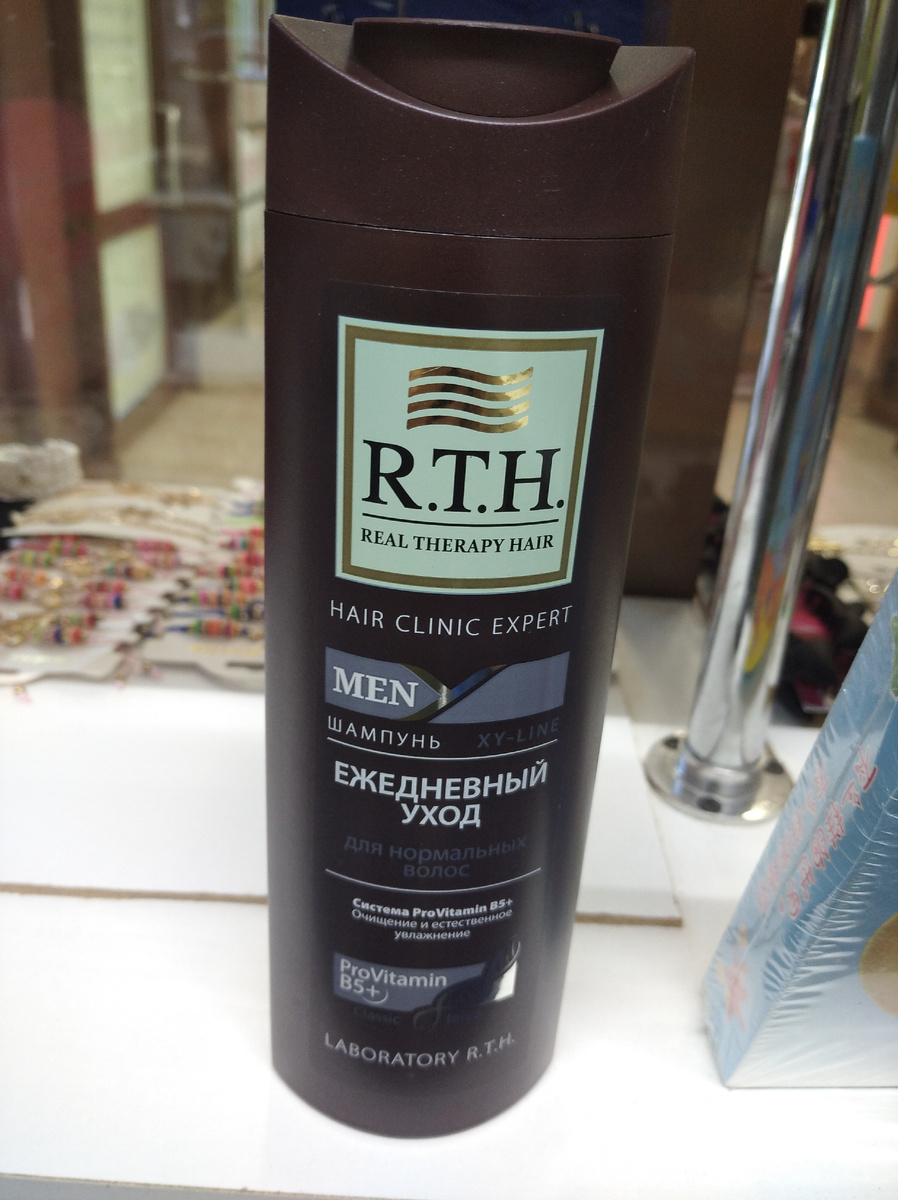 R.T.H.
REAL THERAPY HAIR
HAIR CLINIC EXPERT
MEN
ШАМПУНЬ XY-LINE
ЕЖЕДНЕВНЫЙ
УХОД
для нормальных
волос
Система ProVitamin B5+
Очищение и естественное
увлажнение
ProVitamin
B5+
Classic
LABORATORY R.T.H.